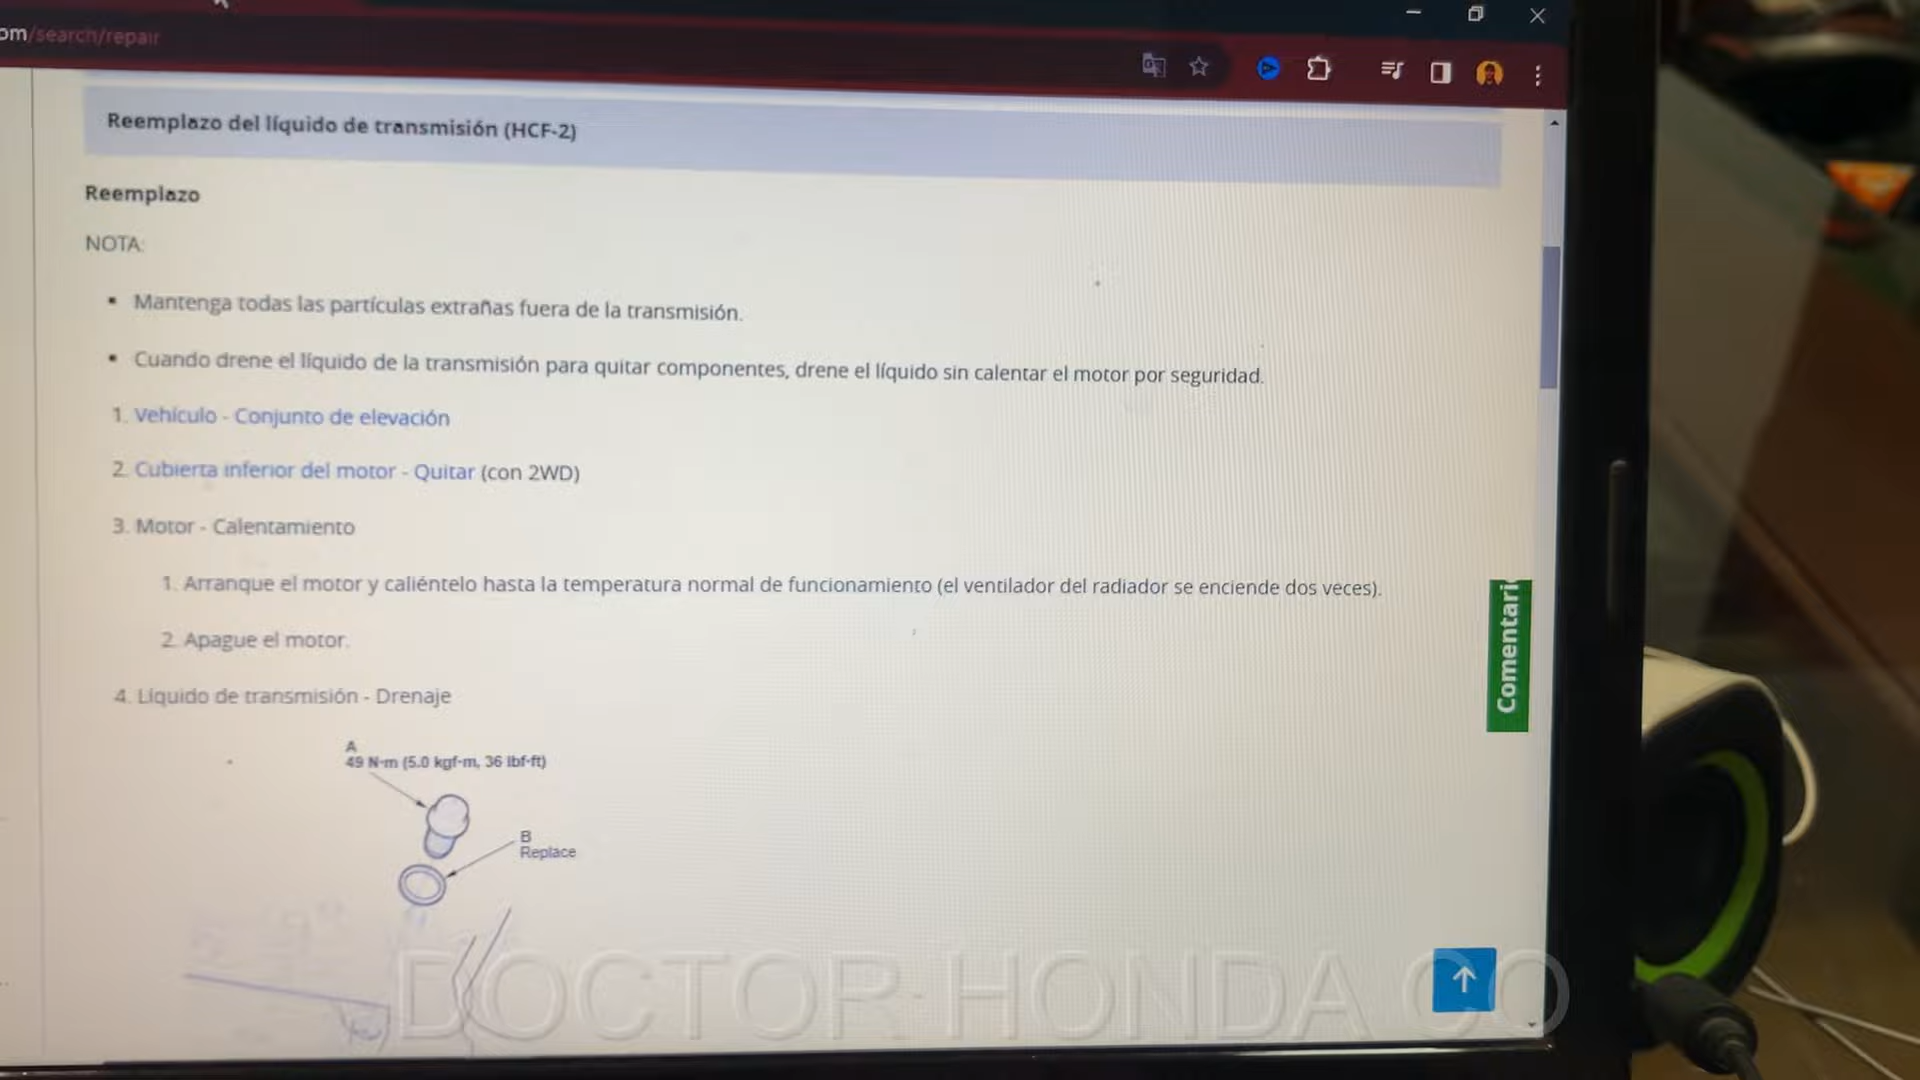 om/search/repair
Reemplazo del líquido de transmisión (HCF-2)
Reemplazo
NOTA:
▪ Mantenga todas las partículas extrañas fuera de la transmisión.
▪ Cuando drene el líquido de la transmisión para quitar componentes, drene el líquido sin calentar el motor por seguridad.
1. Vehículo - Conjunto de elevación
2. Cubierta inferior del motor - Quitar (con 2WD)
3. Motor - Calentamiento
1. Arranque el motor y caliéntelo hasta la temperatura normal de funcionamiento (el ventilador del radiador se enciende dos veces).
2. Apague el motor.
Comentari
4. Líquido de transmisión - Drenaje
A
49 N-m (5.0 kgf-m, 36 lbf-ft)
B
Replace
DOCTOR HONDA CO